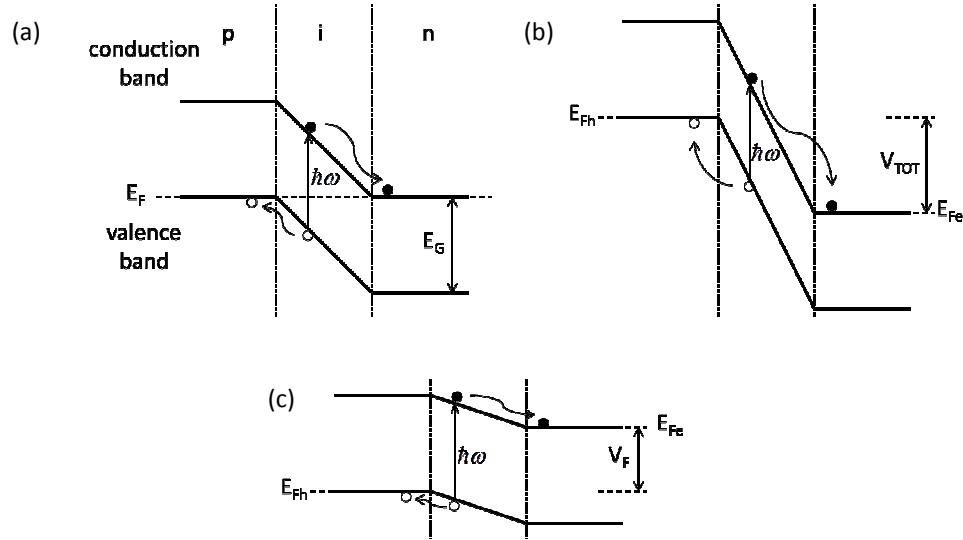 (a)
p
i
n
conduction
band
ħω
E_F
valence
band
E_G
(b)
E_Fh
ħω
V_TOT
E_Fe
(c)
E_Fe
ħω
V_F
E_Fh